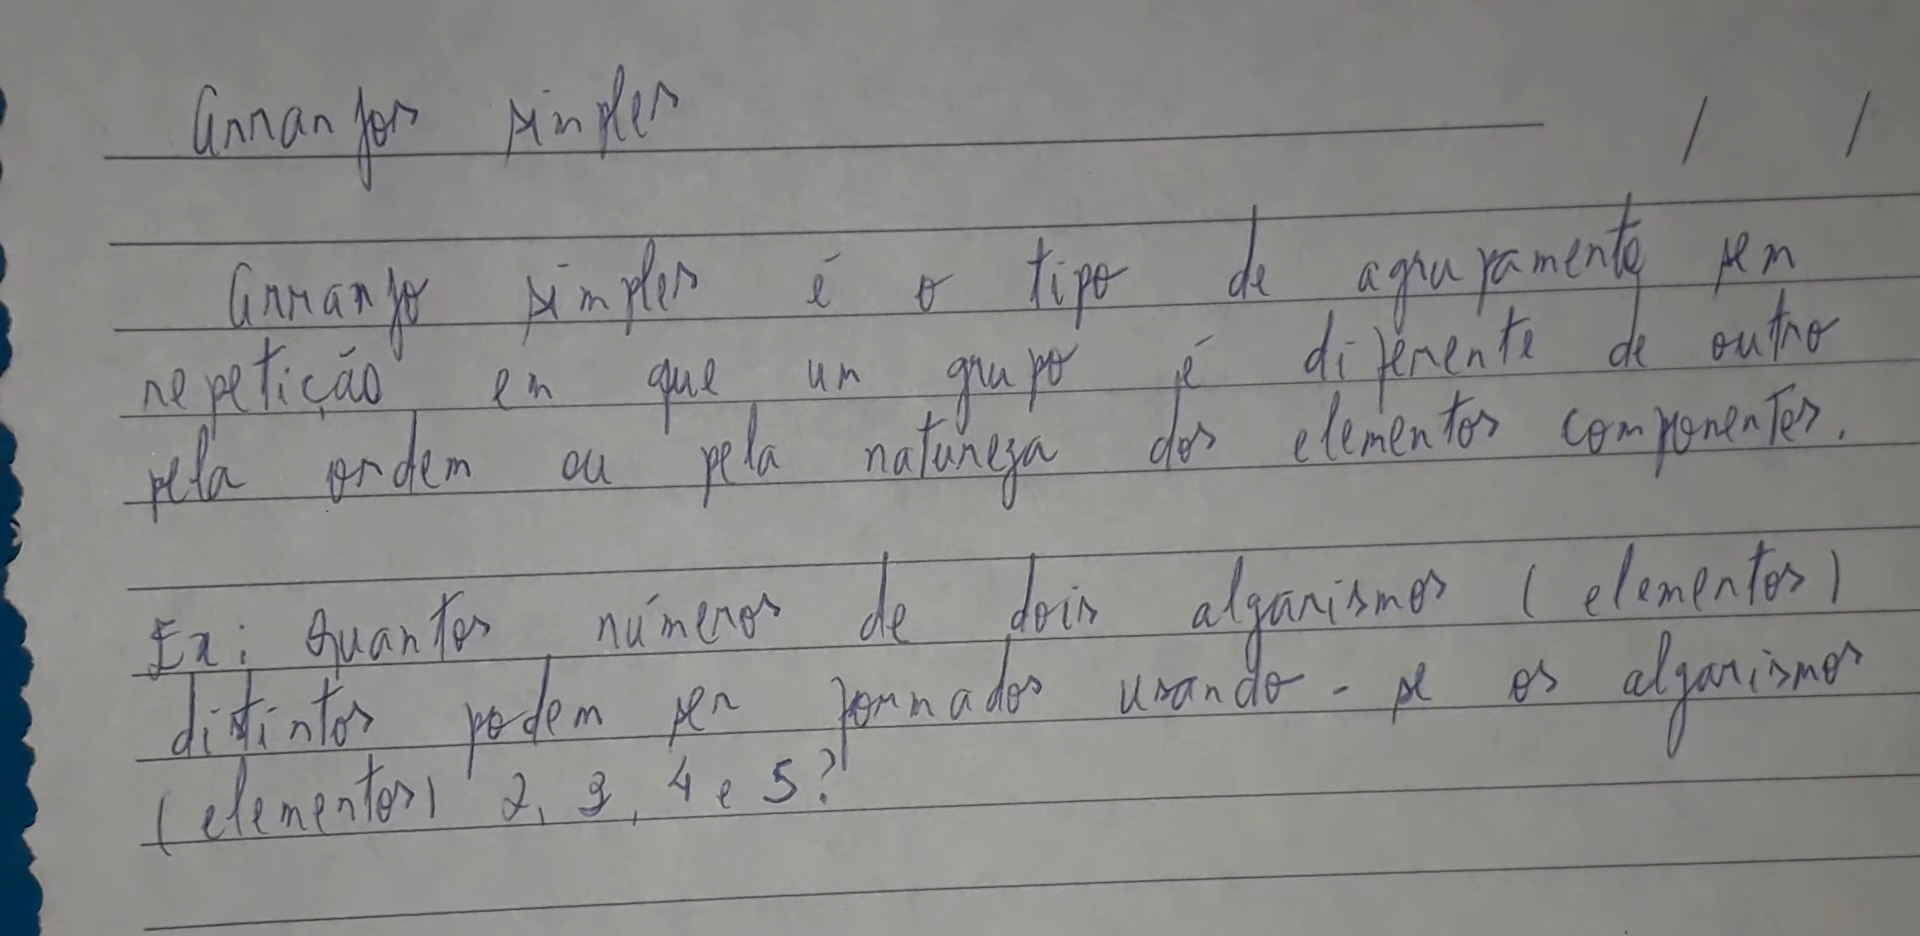 Arranjos simples
/ /
Arranjo simples é o tipo de agrupamento sem
repetição em que um grupo é diferente de outro
pela ordem ou pela natureza dos elementos componentes.
Ex: Quantos números de dois algarismos (elementos)
distintos podem ser formados usando-se os algarismos
(elementos) 2, 3, 4 e 5?